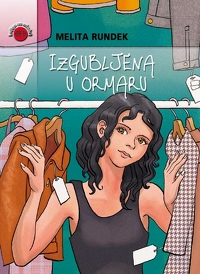 MELITA RUNDEK
IZGUBLJENA
U ORMARU